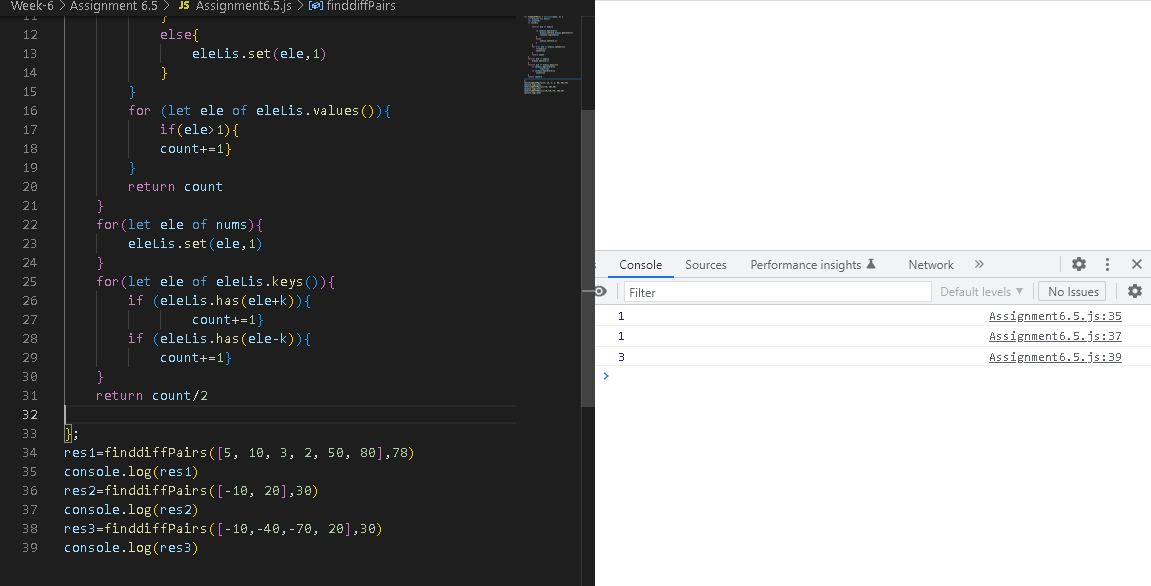 Week-6 > Assignment 6.5 > JS Assignment6.5.js > finddiffPairs
11 }
12 else{
13 eleLis.set(ele,1)
14 }
15 }
16 for (let ele of eleLis.values()){
17 if(ele>1){
18 count+=1}
19 }
20 return count
21 }
22 for(let ele of nums){
23 eleLis.set(ele,1)
24 }
25 for(let ele of eleLis.keys()){
26 if (eleLis.has(ele+k)){
27 count+=1}
28 if (eleLis.has(ele-k)){
29 count+=1}
30 }
31 return count/2
32
33 };
34 res1=finddiffPairs([5, 10, 3, 2, 50, 80],78)
35 console.log(res1)
36 res2=finddiffPairs([-10, 20],30)
37 console.log(res2)
38 res3=finddiffPairs([-10,-40,-70, 20],30)
39 console.log(res3)
Console Sources Performance insights Network »
Filter Default levels ▼ No Issues
1 Assignment6.5.js:35
1 Assignment6.5.js:37
3 Assignment6.5.js:39
>